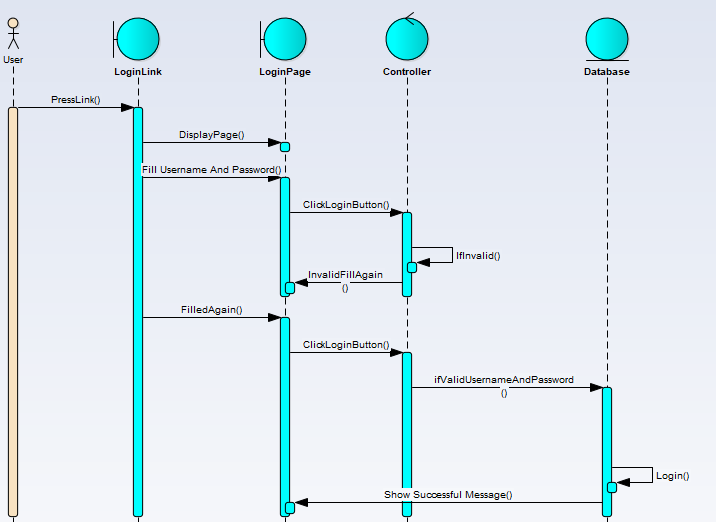 User
LoginLink
LoginPage
Controller
Database
PressLink()
DisplayPage()
Fill Username And Password()
ClickLoginButton()
IfInvalid()
InvalidFillAgain
()
FilledAgain()
ClickLoginButton()
ifValidUsernameAndPassword
()
Login()
Show Successful Message()